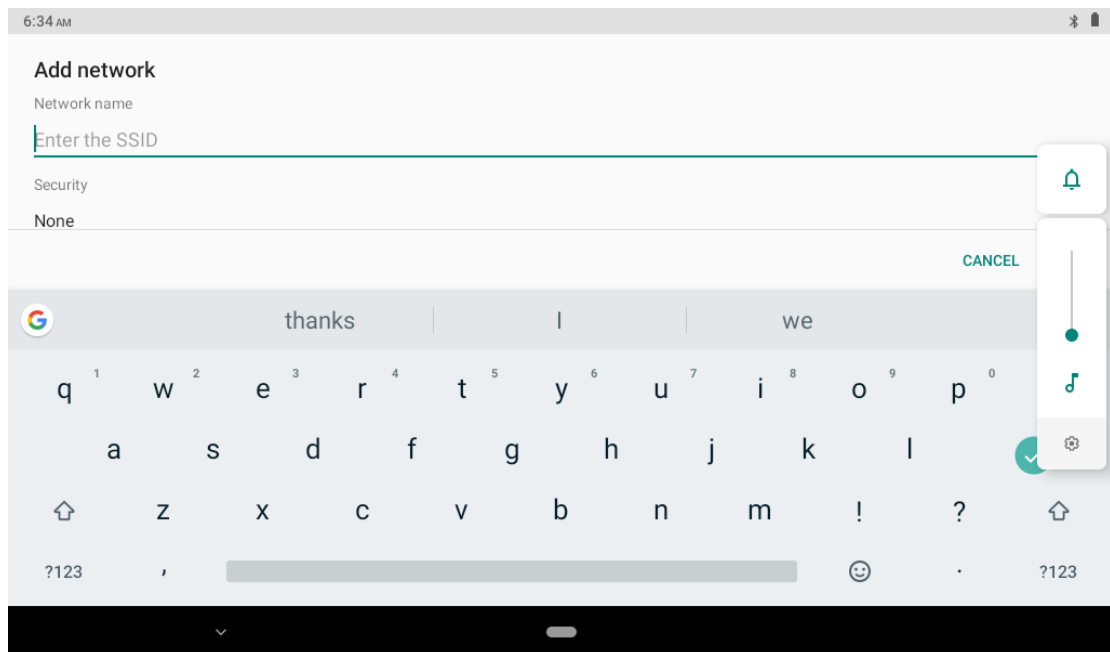 6:34 AM
Add network
Network name
Enter the SSID
Security
None
CANCEL
G
thanks I we
q 1 w 2 e 3 r 4 t 5 y 6 u 7 i 8 o 9 p 0
a s d f g h j k l
z x c v b n m ! ?
?123 , . ?123